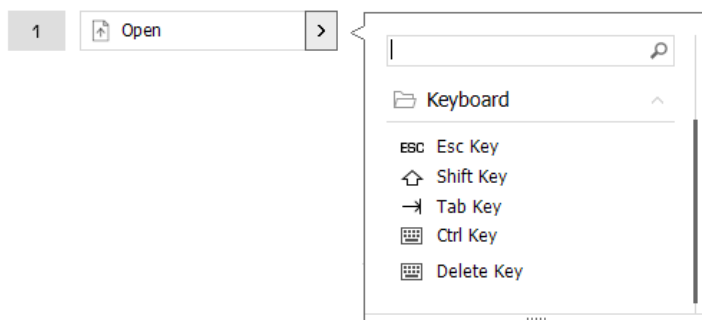 1 Open
Keyboard
ESC Esc Key
Shift Key
Tab Key
Ctrl Key
Delete Key